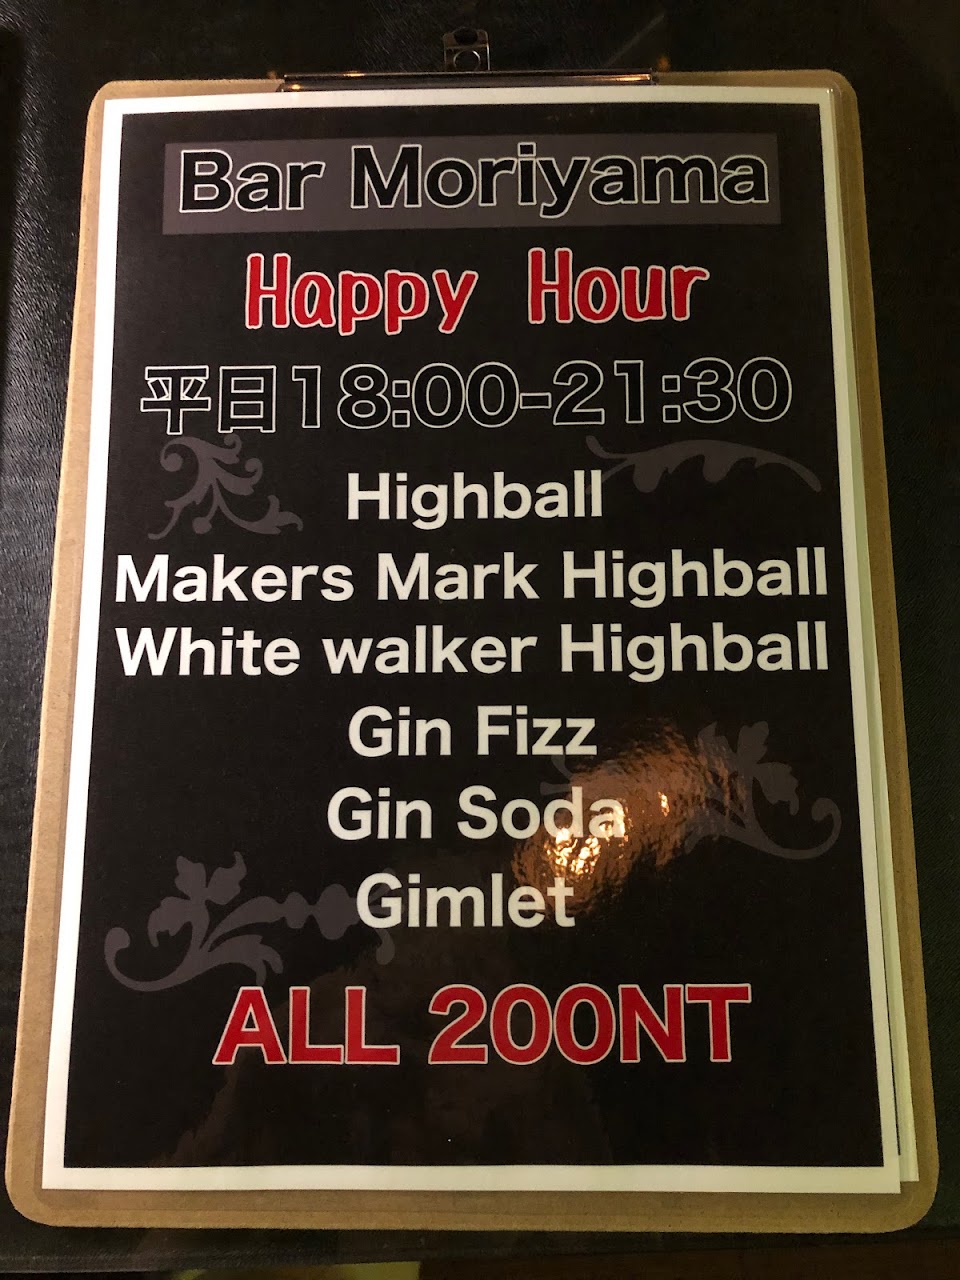 Bar Moriyama
Happy Hour
平日18:00-21:30
Highball
Makers Mark Highball
White walker Highball
Gin Fizz
Gin Soda
Gimlet
ALL 200NT